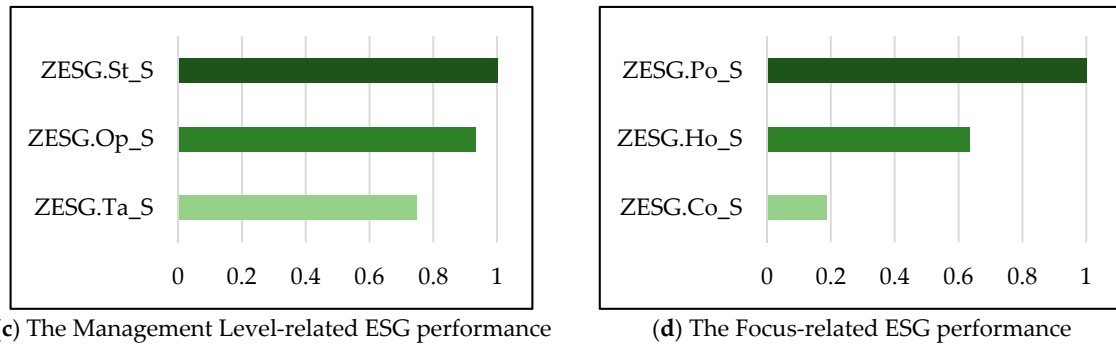 ZESG.St_S
ZESG.Op_S
ZESG.Ta_S
0 0.2 0.4 0.6 0.8 1
(c) The Management Level-related ESG performance
ZESG.Po_S
ZESG.Ho_S
ZESG.Co_S
0 0.2 0.4 0.6 0.8 1
(d) The Focus-related ESG performance